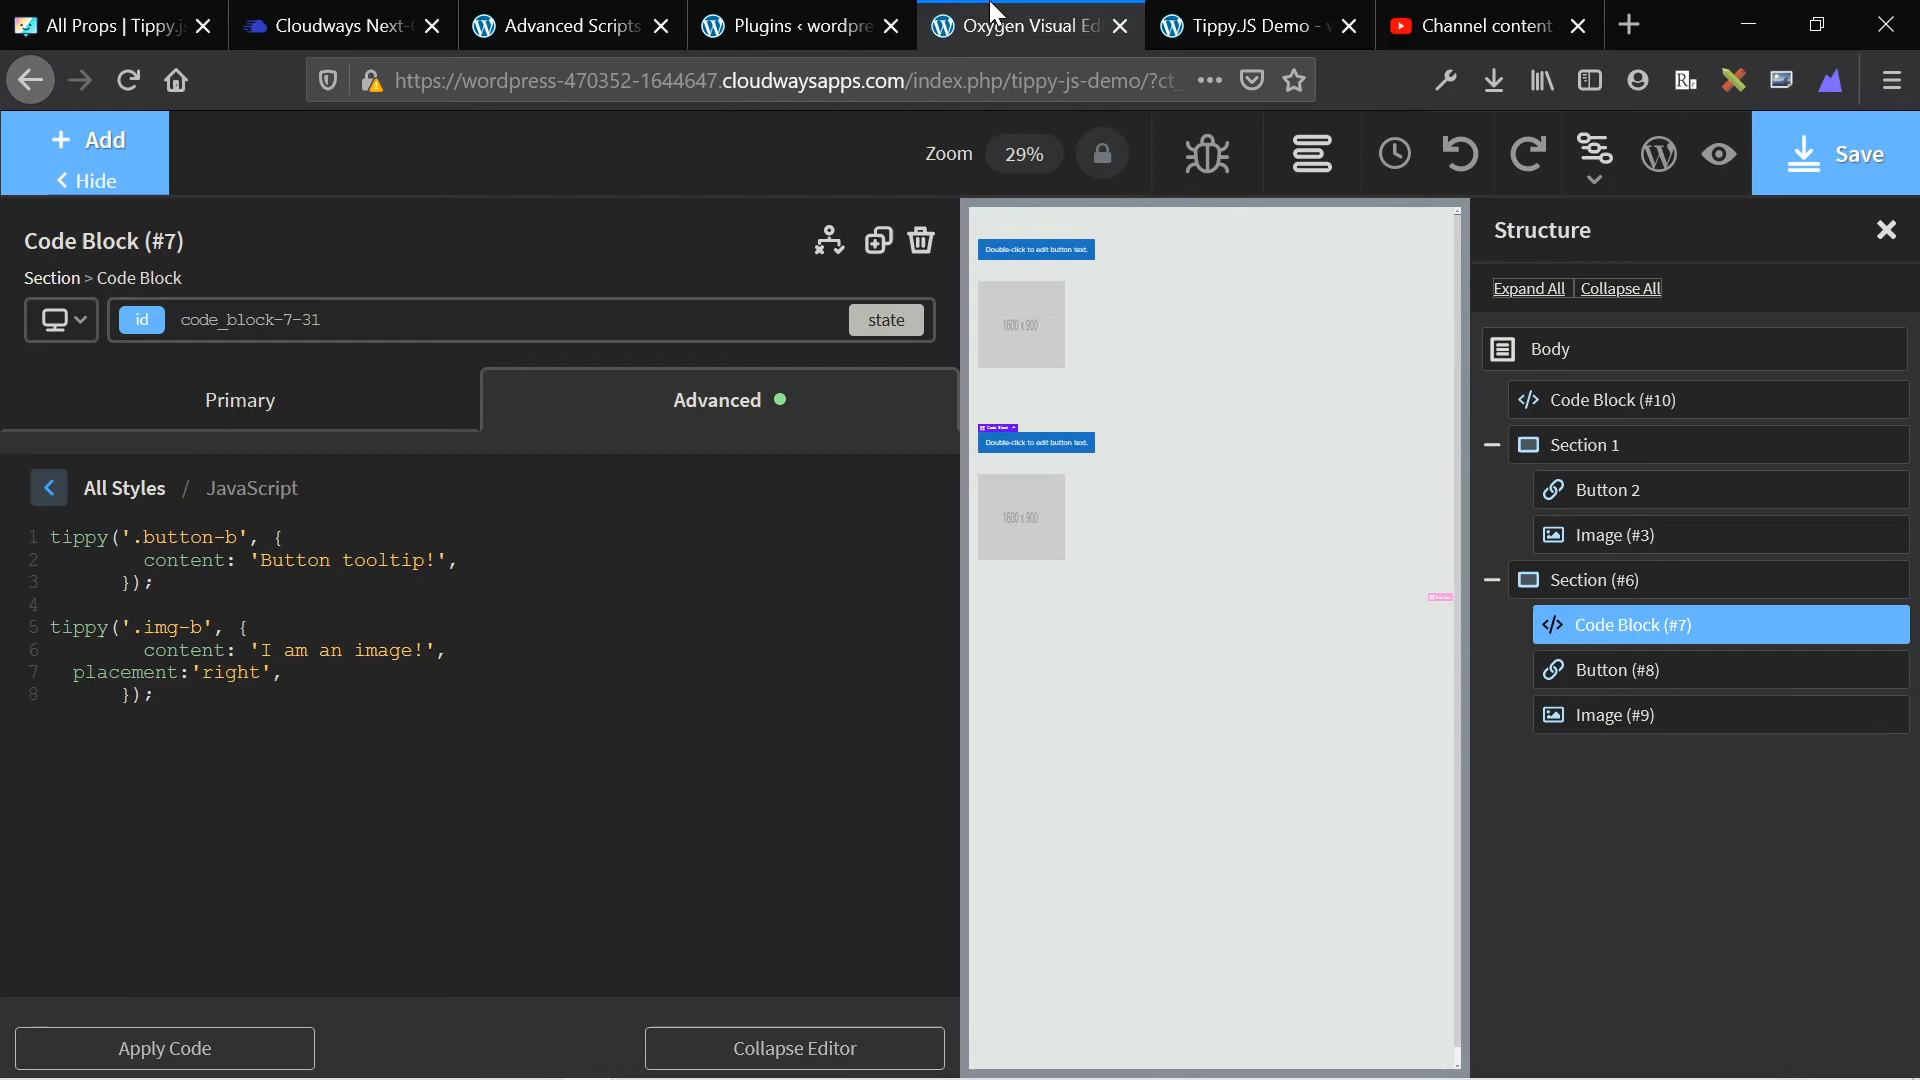 All Props | Tippy.js
Cloudways Next-
Advanced Scripts
Plugins ‹ wordpre
Oxygen Visual Ed
Tippy.JS Demo -
Channel content
https://wordpress-470352-1644647.cloudwaysapps.com/index.php/tippy-js-demo/?ct_
+ Add
Hide
Zoom 29%
Save
Code Block (#7)
Section > Code Block
id code_block-7-31 state
Primary
Advanced
All Styles / JavaScript
1 tippy('.button-b', {
2 content: 'Button tooltip!',
3 });
4
5 tippy('.img-b', {
6 content: 'I am an image!',
7 placement:'right',
8 });
Apply Code
Collapse Editor
Double-click to edit button text.
1600 x 900
Code Block
Double-click to edit button text.
1600 x 900
Structure
Expand All Collapse All
Body
Code Block (#10)
Section 1
Button 2
Image (#3)
Section (#6)
Code Block (#7)
Button (#8)
Image (#9)